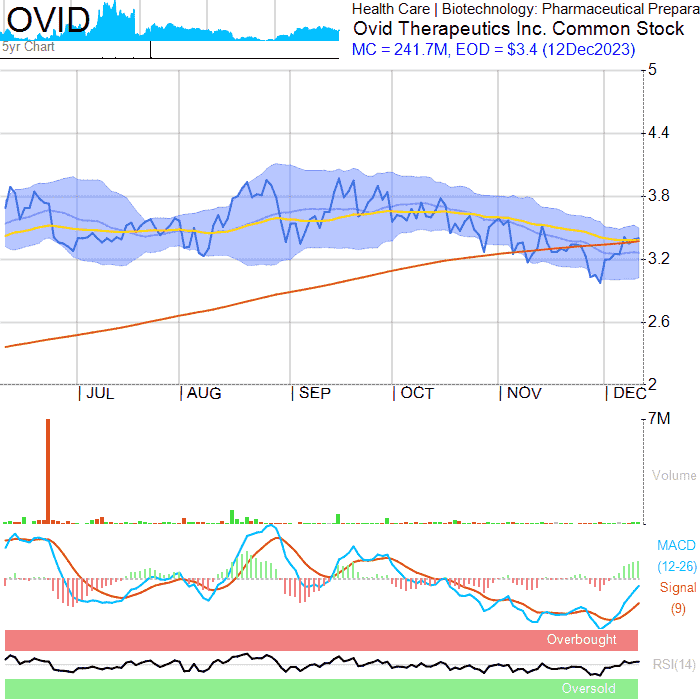 OVID
5yr Chart
Health Care | Biotechnology: Pharmaceutical Prepara
Ovid Therapeutics Inc. Common Stock
MC = 241.7M, EOD = $3.4 (12Dec2023)
5
4.4
3.8
3.2
2.6
2
| JUL | AUG | SEP | OCT | NOV | DEC
7M
Volume
MACD
(12-26)
Signal
(9)
Overbought
RSI(14)
Oversold